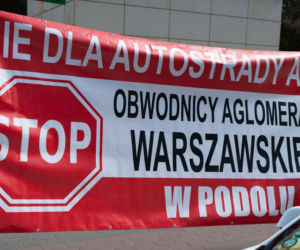 IE DLA AUTOSTRADY A
STOP
OBWODNICY AGLOMERA
WARSZAWSKIE
W PODOLU